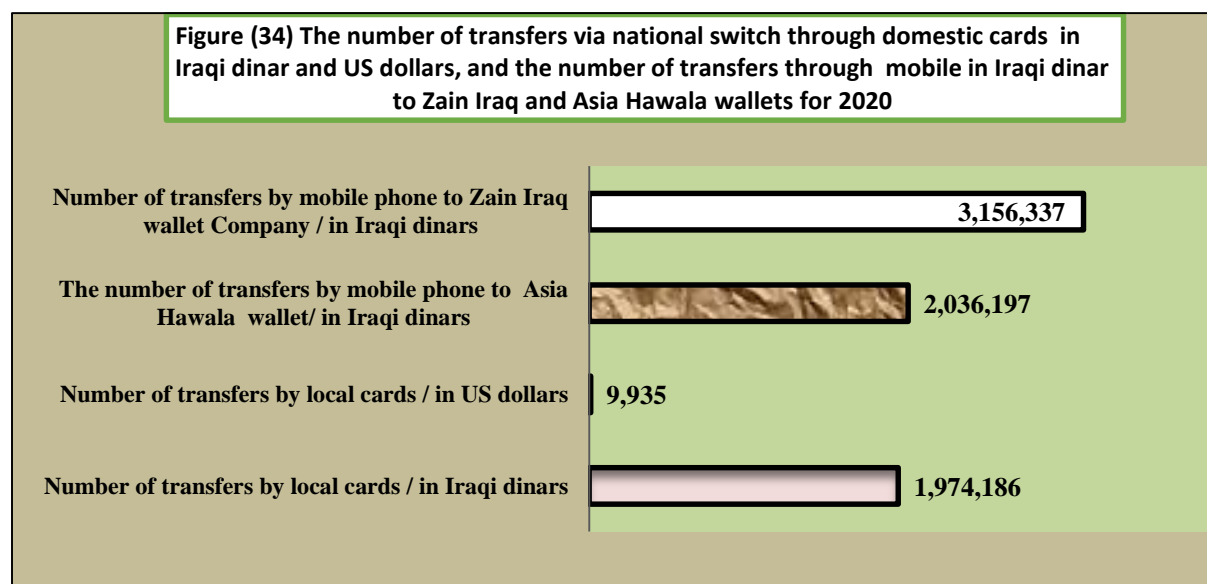 Figure (34) The number of transfers via national switch through domestic cards in
Iraqi dinar and US dollars, and the number of transfers through mobile in Iraqi dinar
to Zain Iraq and Asia Hawala wallets for 2020
Number of transfers by mobile phone to Zain Iraq
wallet Company / in Iraqi dinars
3,156,337
The number of transfers by mobile phone to Asia
Hawala wallet/ in Iraqi dinars
2,036,197
Number of transfers by local cards / in US dollars
9,935
Number of transfers by local cards / in Iraqi dinars
1,974,186